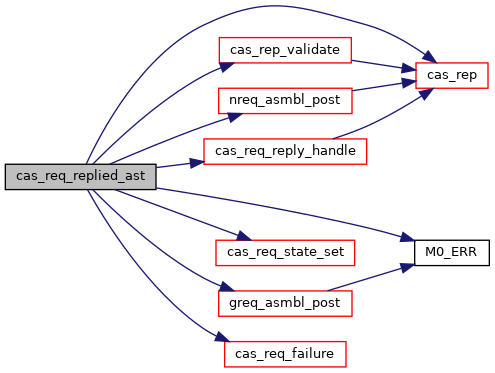 cas_rep_validate
cas_rep
nreq_asmbl_post
cas_req_reply_handle
cas_req_replied_ast
cas_req_state_set
M0_ERR
greq_asmbl_post
cas_req_failure